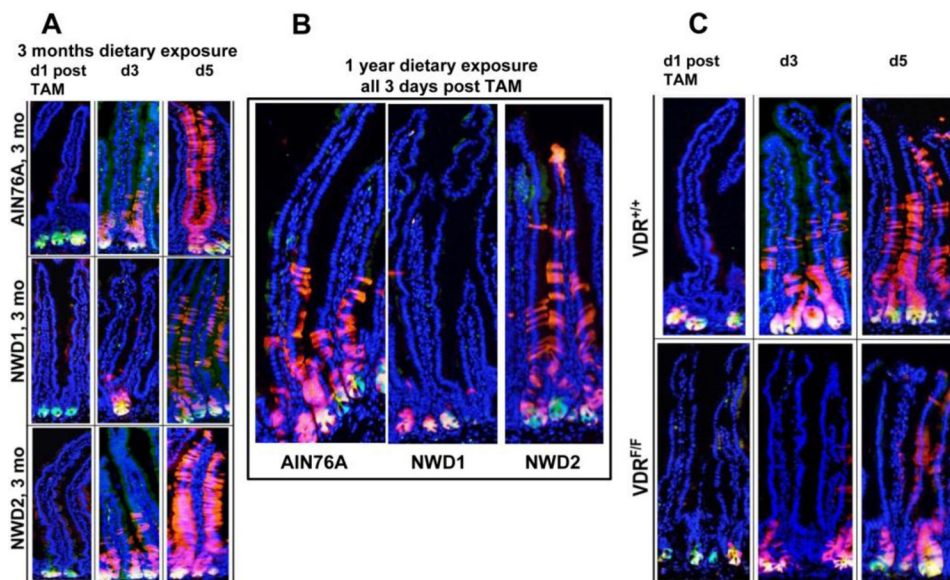 A
3 months dietary exposure
d1 post
TAM
d3
d5
AIN76A, 3 mo
NWD1, 3 mo
NWD2, 3 mo
B
1 year dietary exposure
all 3 days post TAM
AIN76A
NWD1
NWD2
C
d1 post
TAM
d3
d5
VDR+/+
VDRF/F